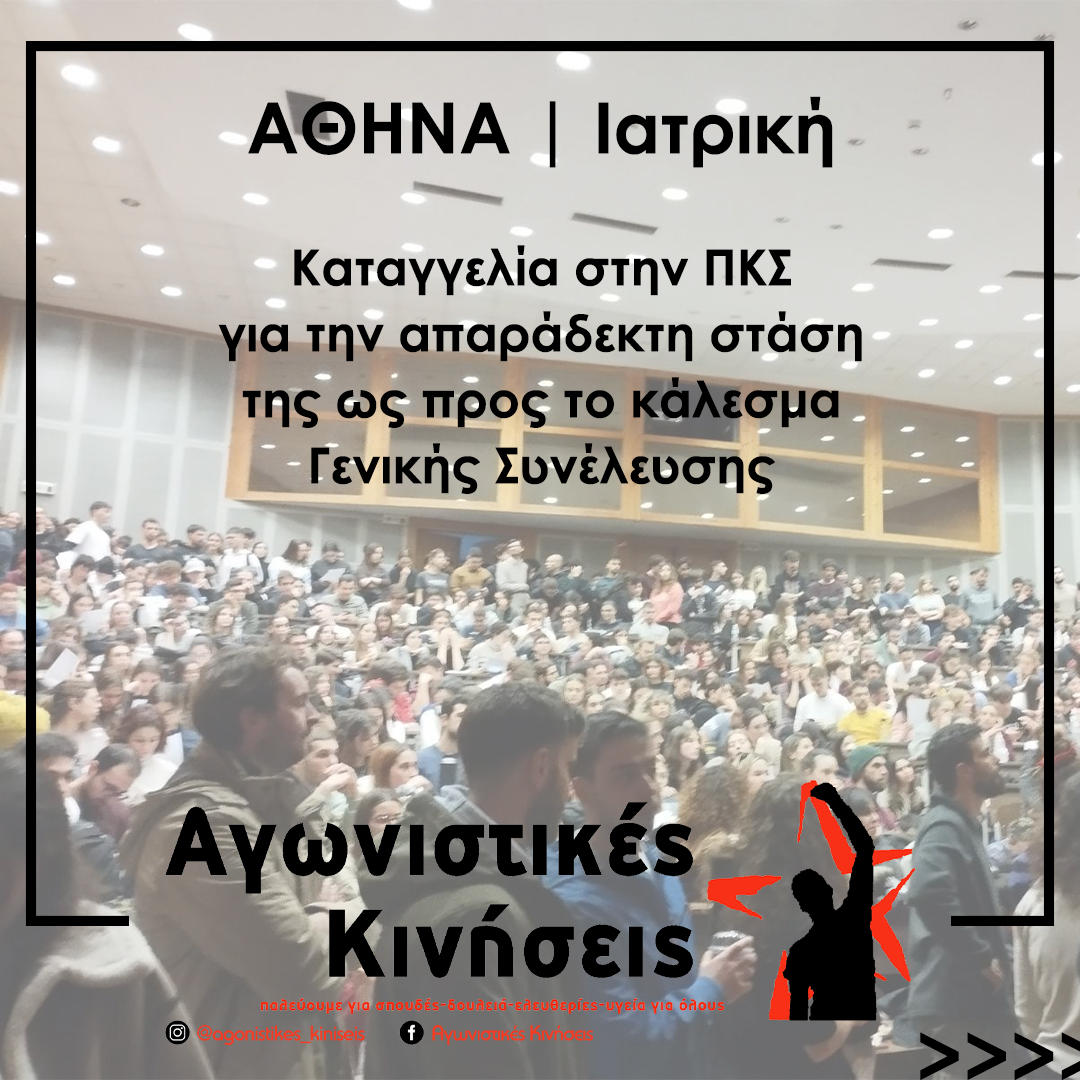 ΑΘΗΝΑ | Ιατρική
Καταγγελία στην ΠΚΣ
για την απαράδεκτη στάση
της ως προς το κάλεσμα
Γενικής Συνέλευσης
Αγωνιστικές
Κινήσεις
παλεύουμε για σπουδές-δουλειά-ελευθερίες-υγεία για όλους
@agonistikes_kiniseis Αγωνιστικές Κινήσεις
>>>>